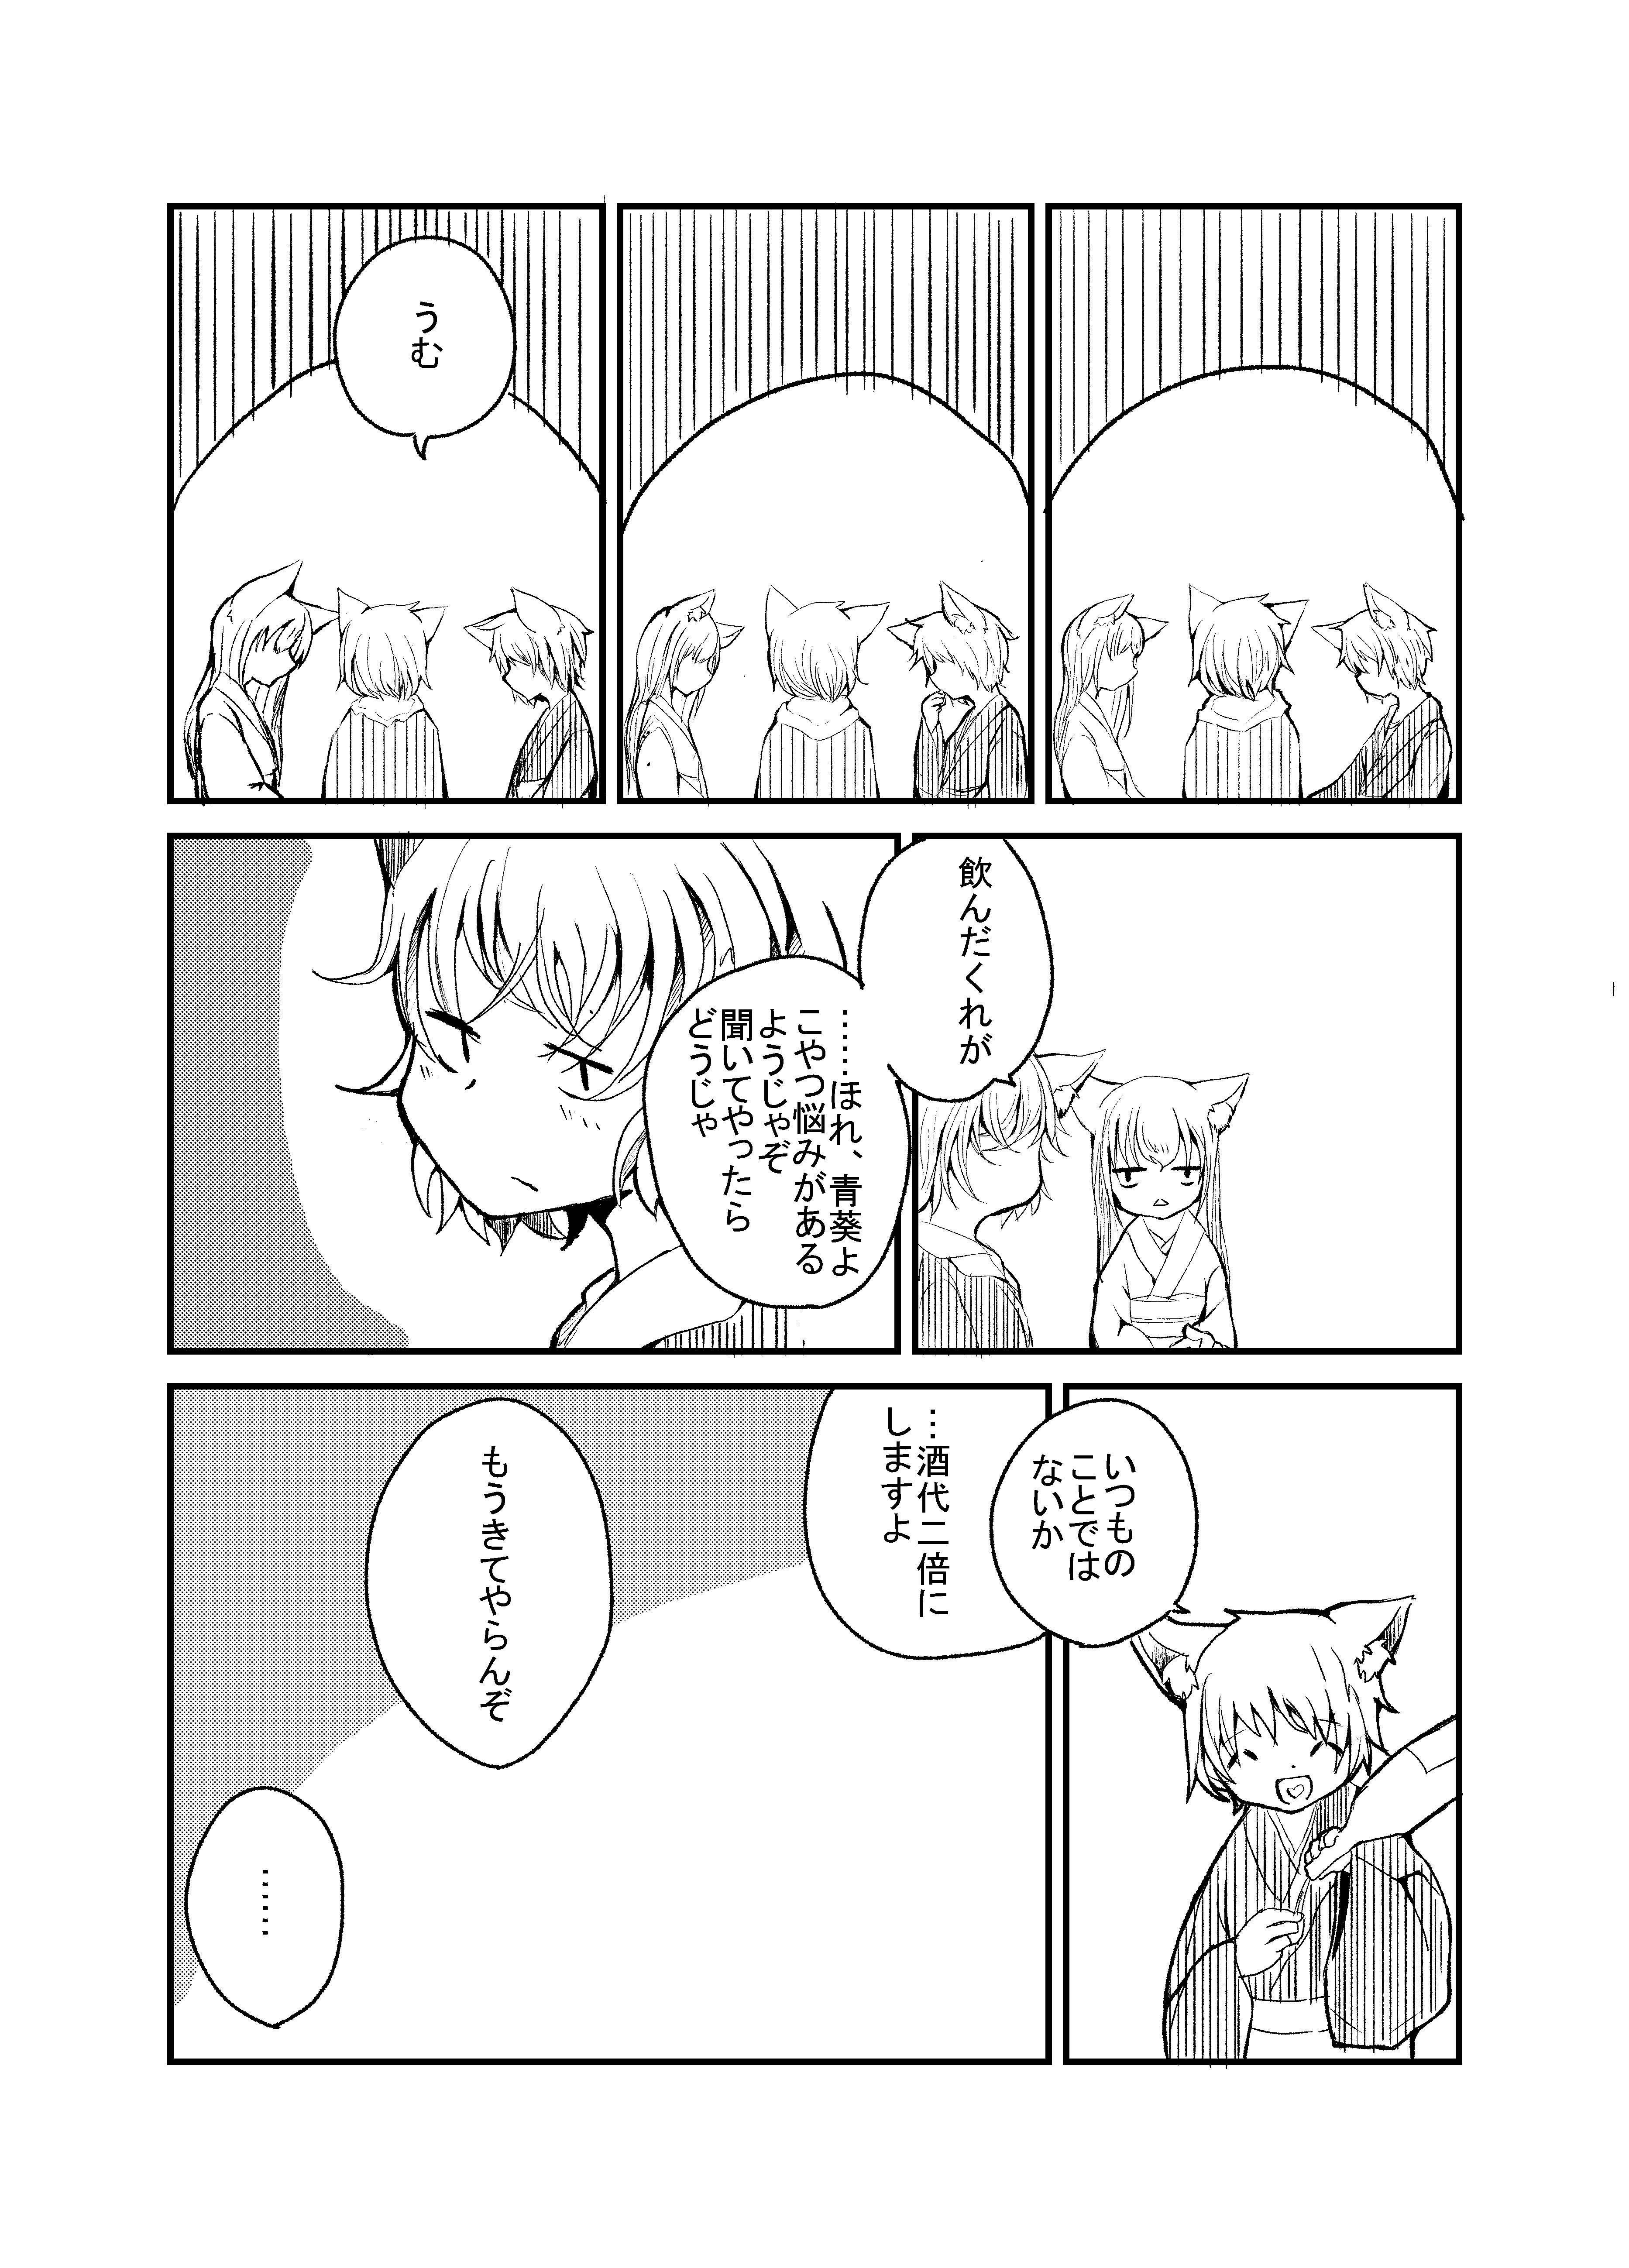 うむ
飲んだくれが
……ほれ、青葵よ
こやつ悩みがある
ようじゃぞ
聞いてやったら
どうじゃ
いつもの
ことでは
ないか
…酒代二倍に
しますよ
もうきてやらんぞ
……